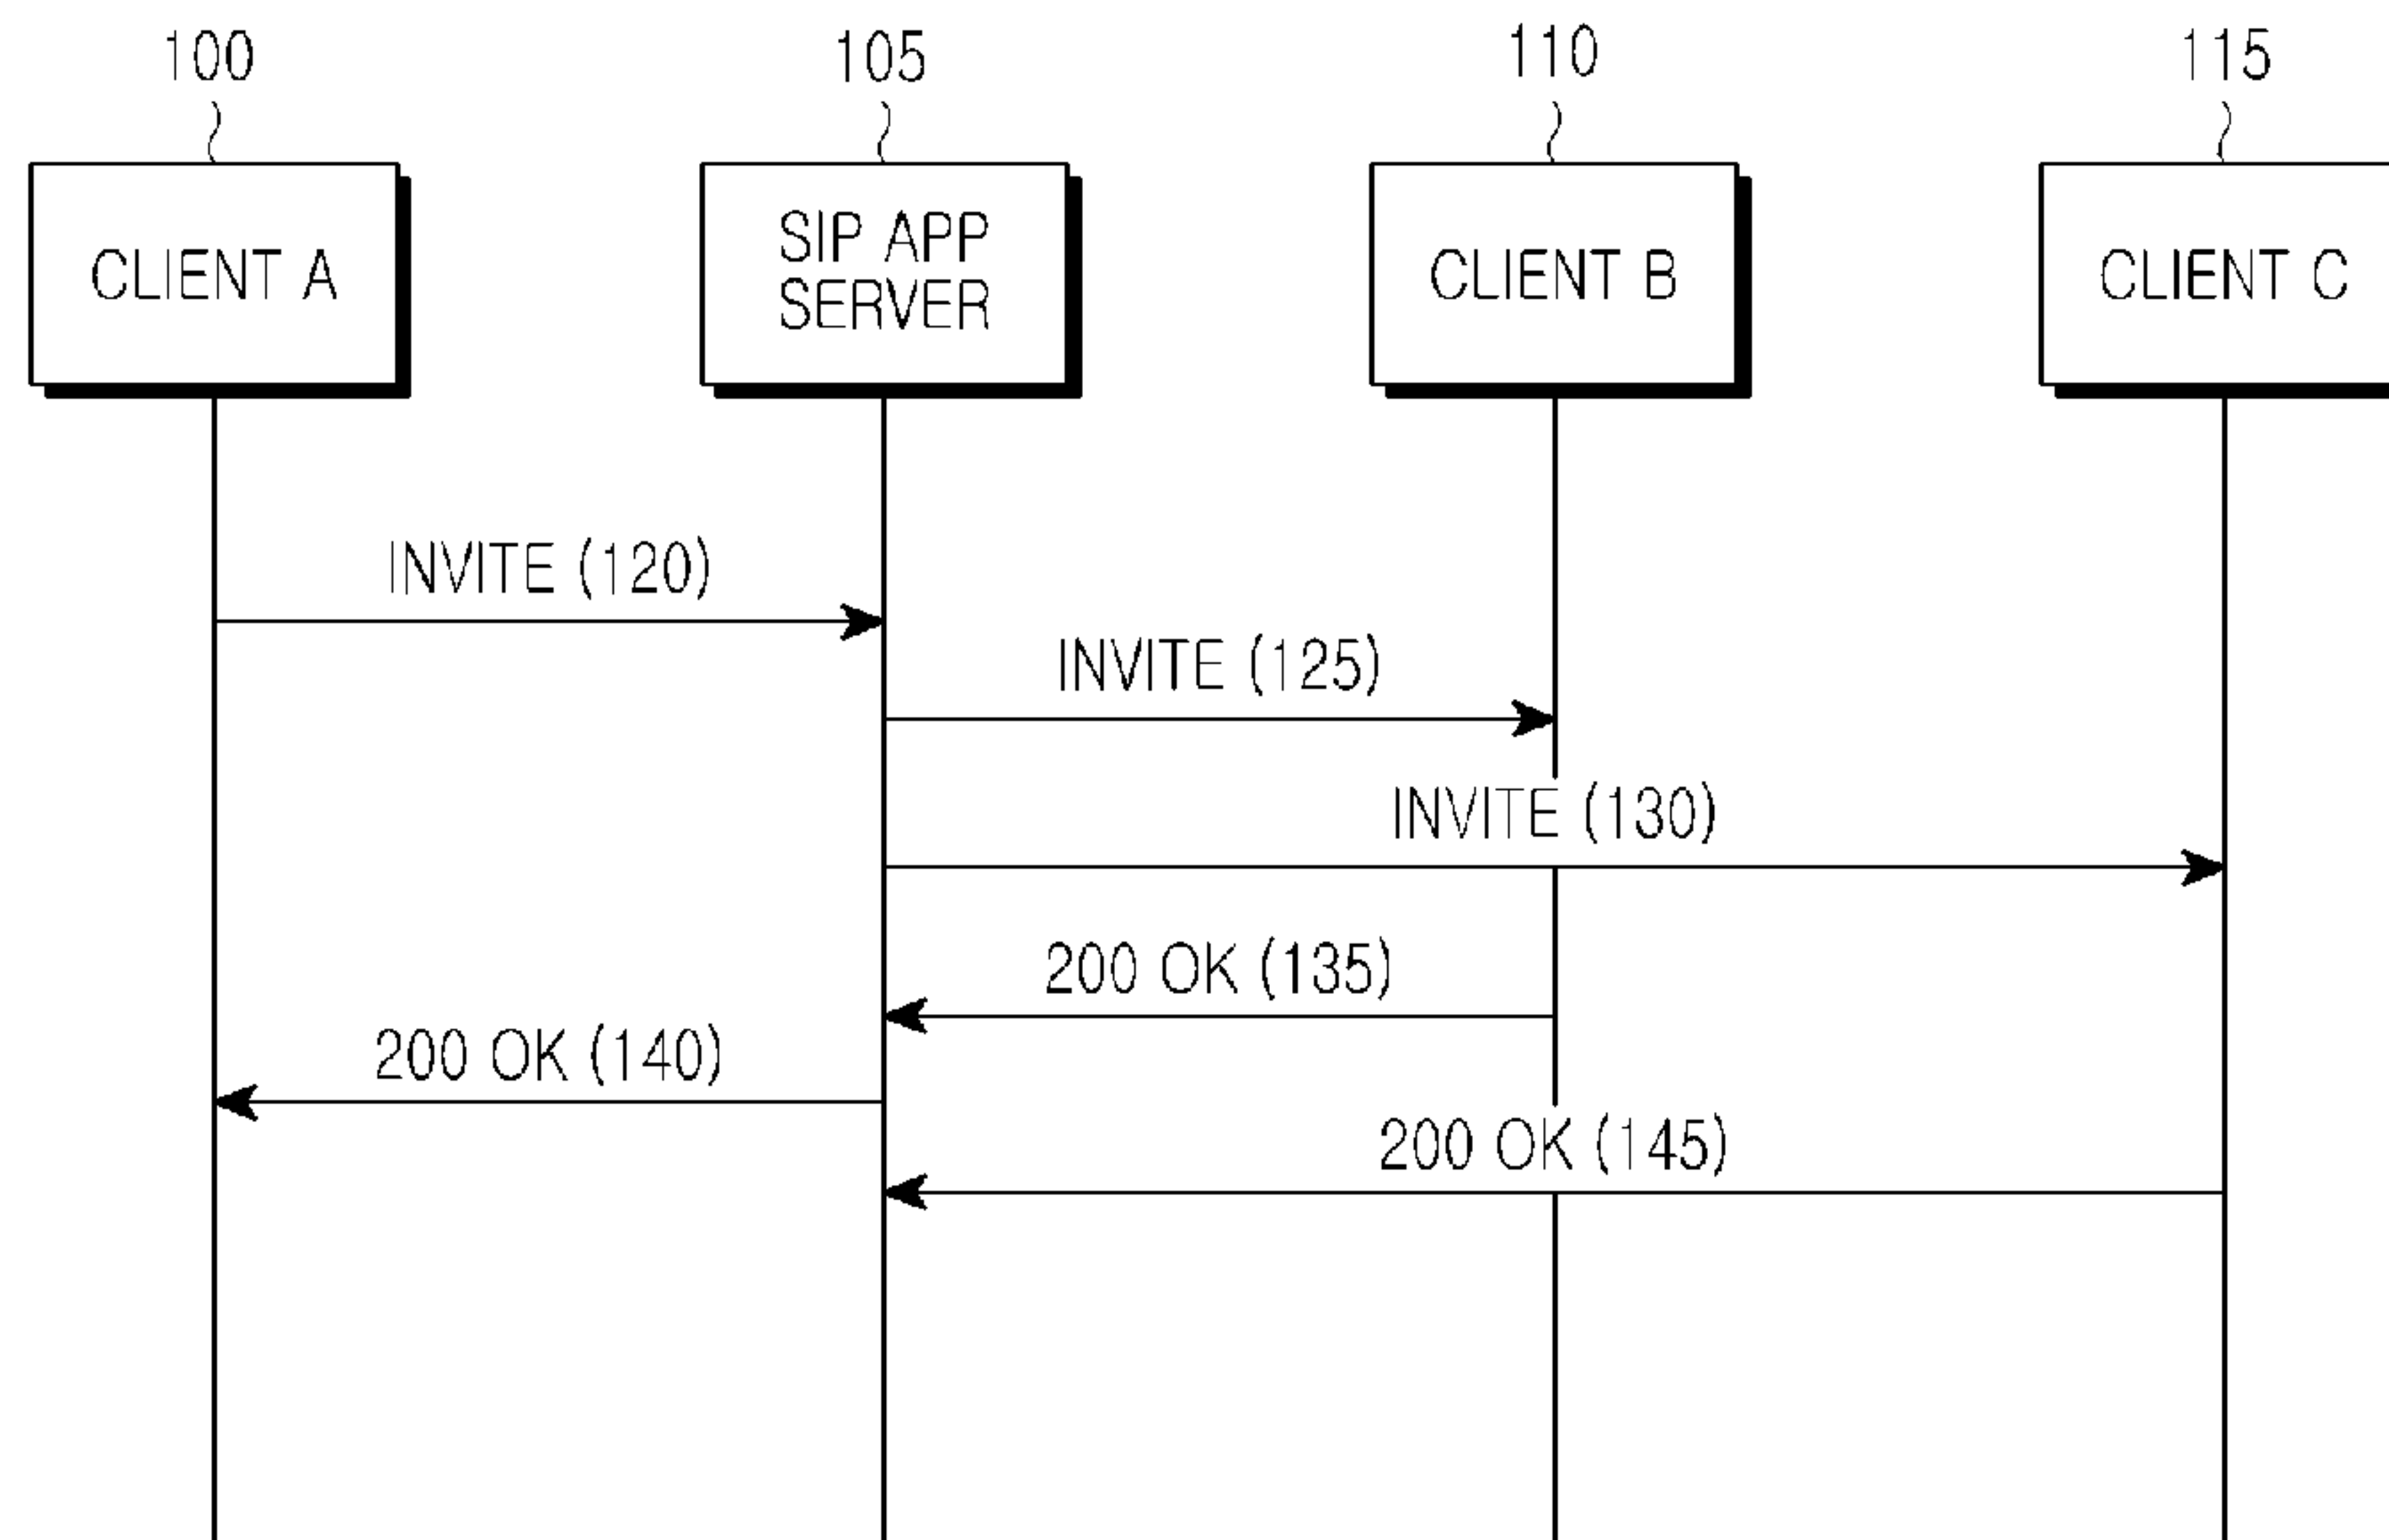 100
105
110
115
CLIENT A
SIP APP
SERVER
CLIENT B
CLIENT C
INVITE (120)
INVITE (125)
INVITE (130)
200 OK (135)
200 OK (140)
200 OK (145)